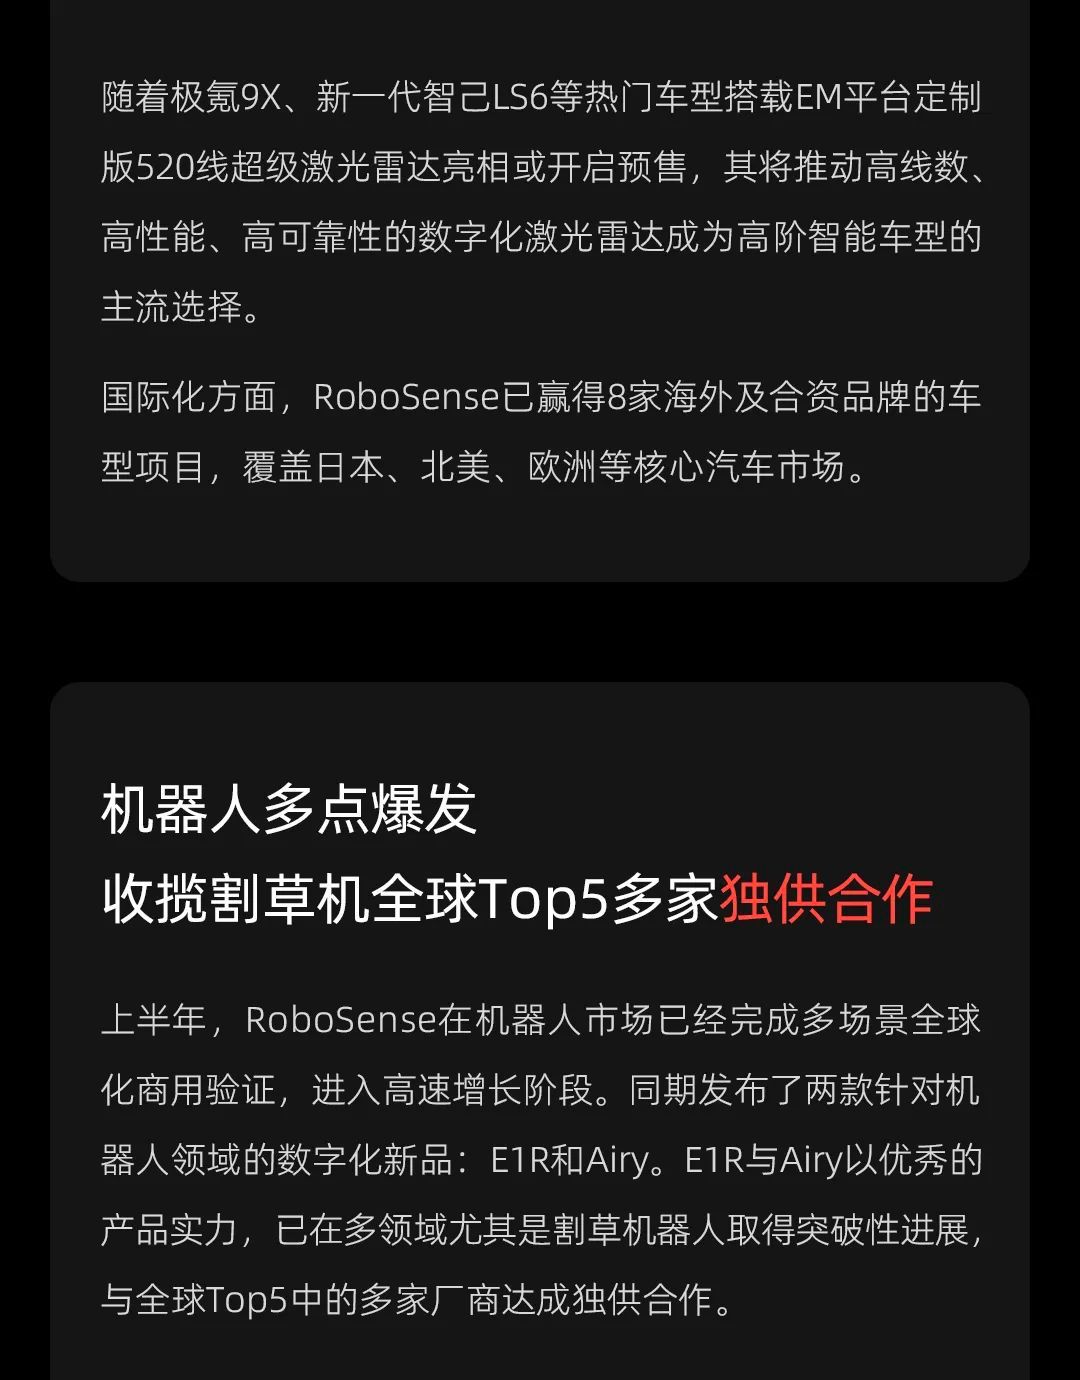 随着极氪9X、新一代智己LS6等热门车型搭载EM平台定制
版520线超级激光雷达亮相或开启预售，其将推动高线数、
高性能、高可靠性的数字化激光雷达成为高阶智能车型的
主流选择。
国际化方面，RoboSense已赢得8家海外及合资品牌的车
型项目，覆盖日本、北美、欧洲等核心汽车市场。
机器人多点爆发
收揽割草机全球Top5多家独供合作
上半年，RoboSense在机器人市场已经完成多场景全球
化商用验证，进入高速增长阶段。同期发布了两款针对机
器人领域的数字化新品：E1R和Airy。E1R与Airy以优秀的
产品实力，已在多领域尤其是割草机器人取得突破性进展，
与全球Top5中的多家厂商达成独供合作。